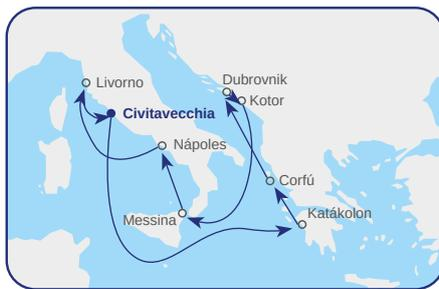 Dubrovnik
Livorno
Kotor
Civitavecchia
Nápoles
Corfú
Katákolon
Messina